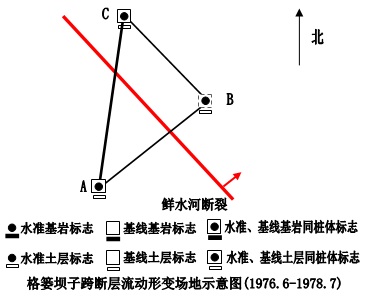 C
北
B
A
鲜水河断裂
水准基岩标志 基线基岩标志 水准、基线基岩同桩体标志
水准土层标志 基线土层标志 水准、基线土层同桩体标志
格篓坝子跨断层流动形变场地示意图(1976.6-1978.7)